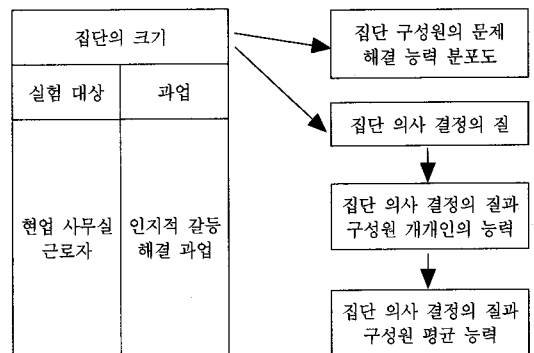 집단의 크기
실험 대상
과업
현업 사무실
근로자
인지적 갈등
해결 과업
집단 구성원의 문제
해결 능력 분포도
집단 의사 결정의 질
집단 의사 결정의 질과
구성원 개개인의 능력
집단 의사 결정의 질과
구성원 평균 능력